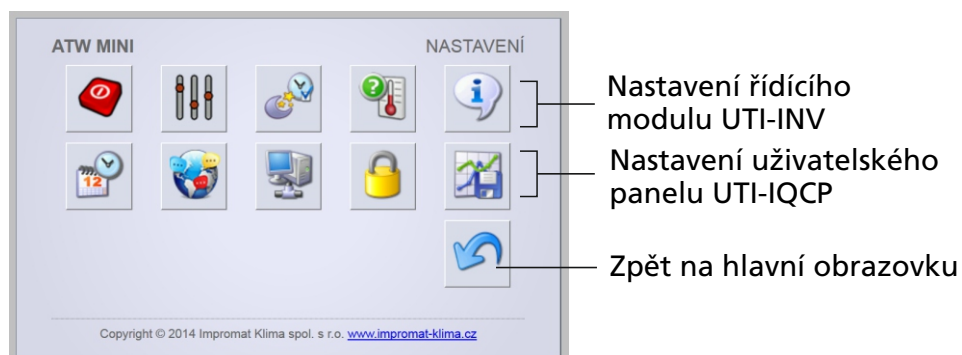 ATW MINI
NASTAVENÍ
Nastavení řídícího
modulu UTI-INV
12
Nastavení uživatelského
panelu UTI-IQCP
Zpět na hlavní obrazovku
Copyright © 2014 Impromat Klima spol. s r.o. www.impromat-klima.cz